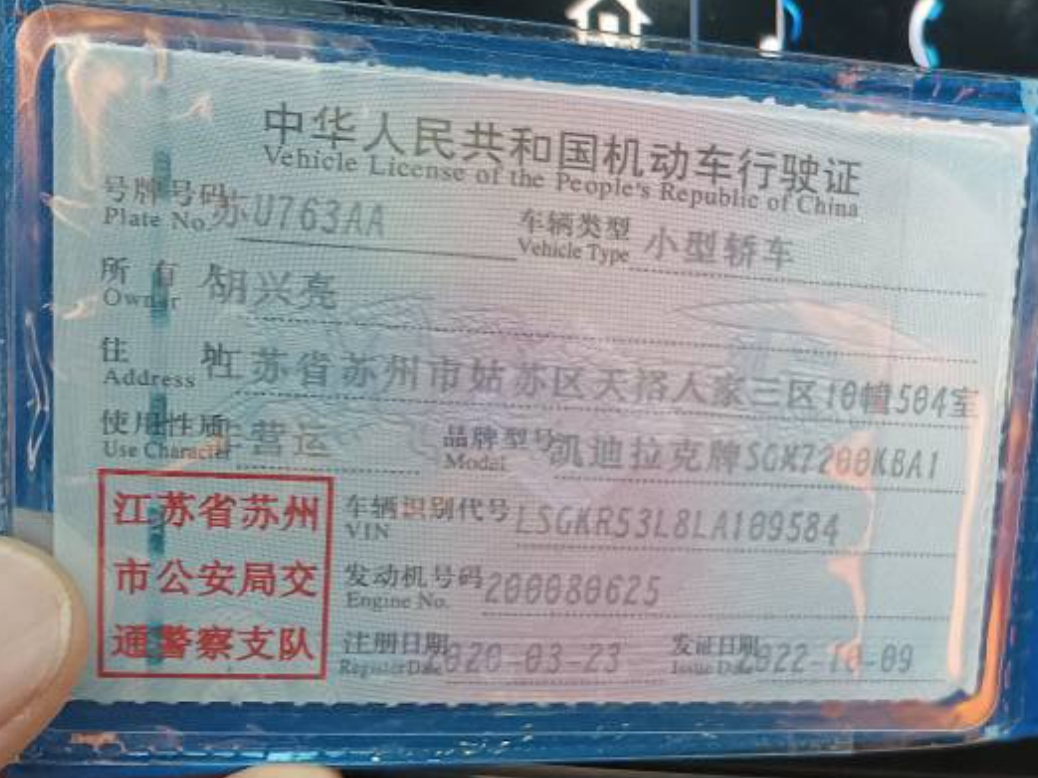 中华人民共和国机动车行驶证
Vehicle License of the People's Republic of China
号牌号码 苏U763AA 车辆类型 小型轿车
Plate No. Vehicle Type
所有 胡兴亮
Owner
住址 江苏省苏州市姑苏区天搭人家三区10幢504室
Address
使用性质 营运 品牌型号 凯迪拉克牌SGM7200KBA1
Use Character Model
江苏省苏州 车辆识别代号 LSGKR53L8LA109584
VIN
市公安局交 发动机号码 200080625
Engine No.
通警察支队 注册日期 2020-03-23 发证日期 2022-10-09
Register Date Issue Date